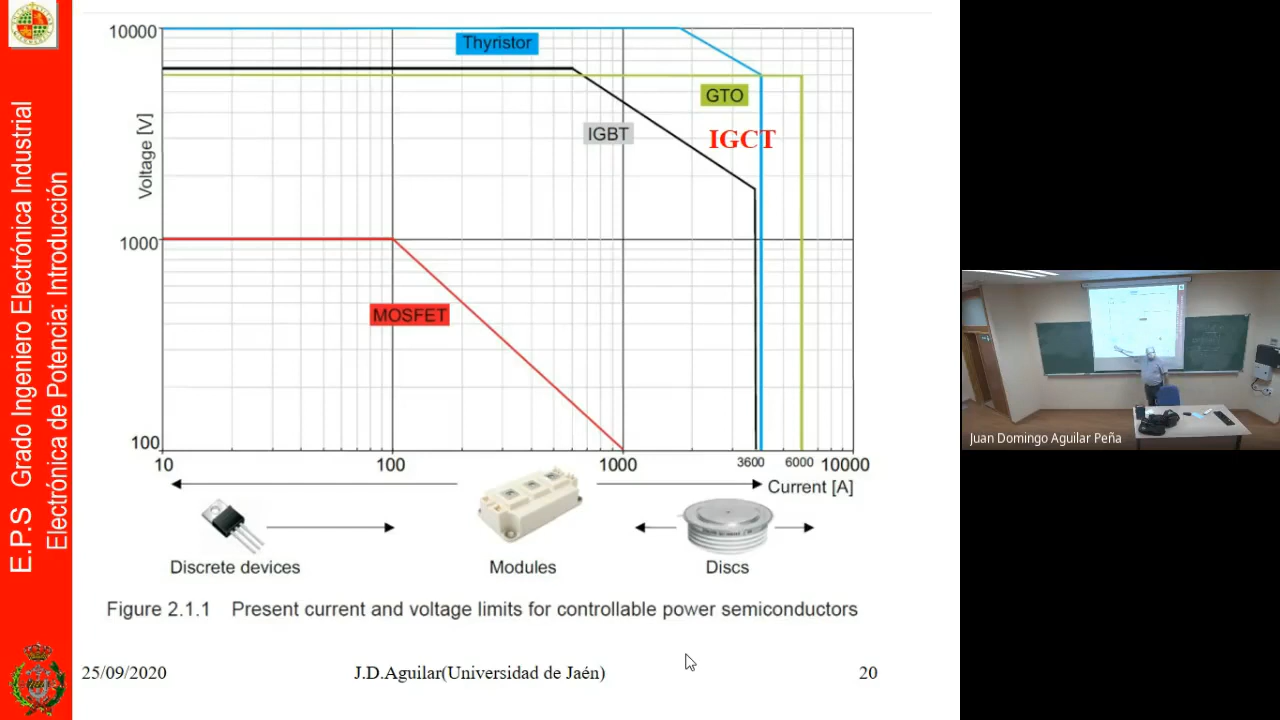 E.P.S Grado Ingeniero Electrónica Industrial
Electrónica de Potencia: Introducción
10000
Thyristor
GTO
IGBT
IGCT
Voltage [V]
1000
MOSFET
100
10
100
1000
3600
6000
10000
Current [A]
Discrete devices
Modules
Discs
Figure 2.1.1 Present current and voltage limits for controllable power semiconductors
25/09/2020
J.D.Aguilar(Universidad de Jaén)
20
Juan Domingo Aguilar Peña